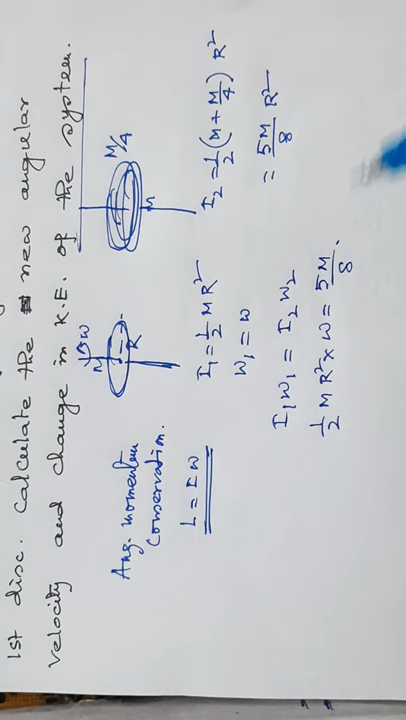 1st disc. Calculate the new angular
velocity and change in K.E. of the system.
Ang. momentum
Conservation.
L = I ω
ω
M
R
M/4
M
I₁ = 1/2 MR²
ω₁ = ω
I₂ = 1/2 (M + M/4) R²
= 5M/8 R²
I₁ω₁ = I₂ω₂
1/2 MR² × ω = 5M/8 .